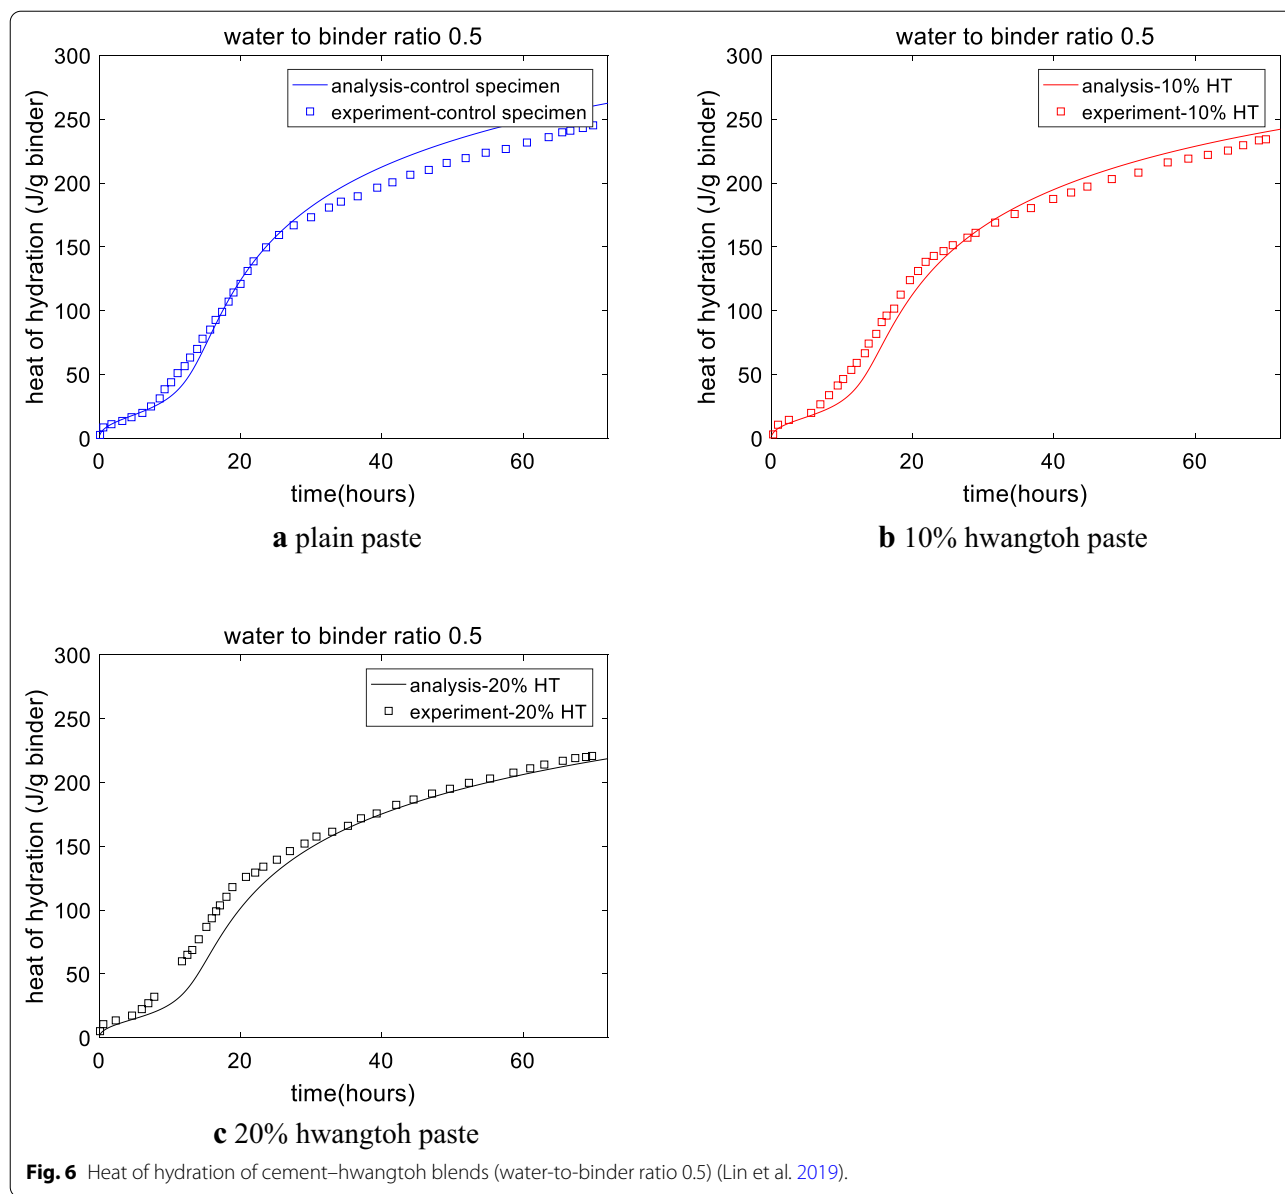 water to binder ratio 0.5
300
250
200
150
100
50
0
heat of hydration (J/g binder)
analysis-control specimen
experiment-control specimen
0 20 40 60
time(hours)
a plain paste
water to binder ratio 0.5
300
250
200
150
100
50
0
heat of hydration (J/g binder)
analysis-10% HT
experiment-10% HT
0 20 40 60
time(hours)
b 10% hwangtoh paste
water to binder ratio 0.5
300
250
200
150
100
50
0
heat of hydration (J/g binder)
analysis-20% HT
experiment-20% HT
0 20 40 60
time(hours)
c 20% hwangtoh paste
Fig. 6 Heat of hydration of cement–hwangtoh blends (water-to-binder ratio 0.5) (Lin et al. 2019).